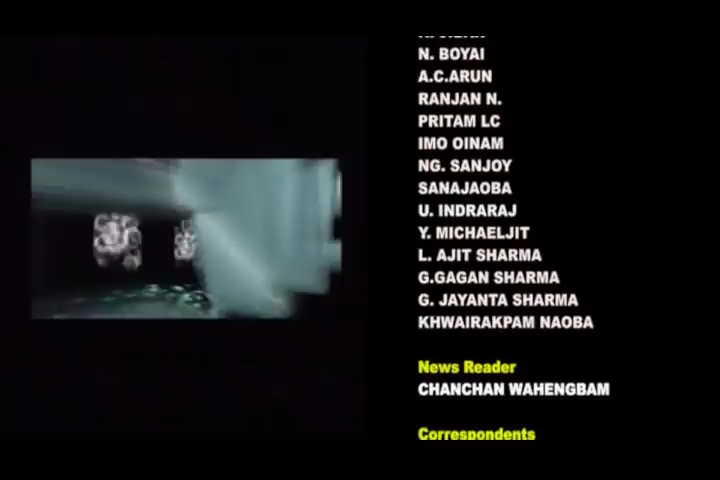 N. BOYAI
A.C.ARUN
RANJAN N.
PRITAM LC
IMO OINAM
NG. SANJOY
SANAJAOBA
U. INDRARAJ
Y. MICHAELJIT
L. AJIT SHARMA
G.GAGAN SHARMA
G. JAYANTA SHARMA
KHWAIRAKPAM NAOBA
News Reader
CHANCHAN WAHENGBAM
Correspondents